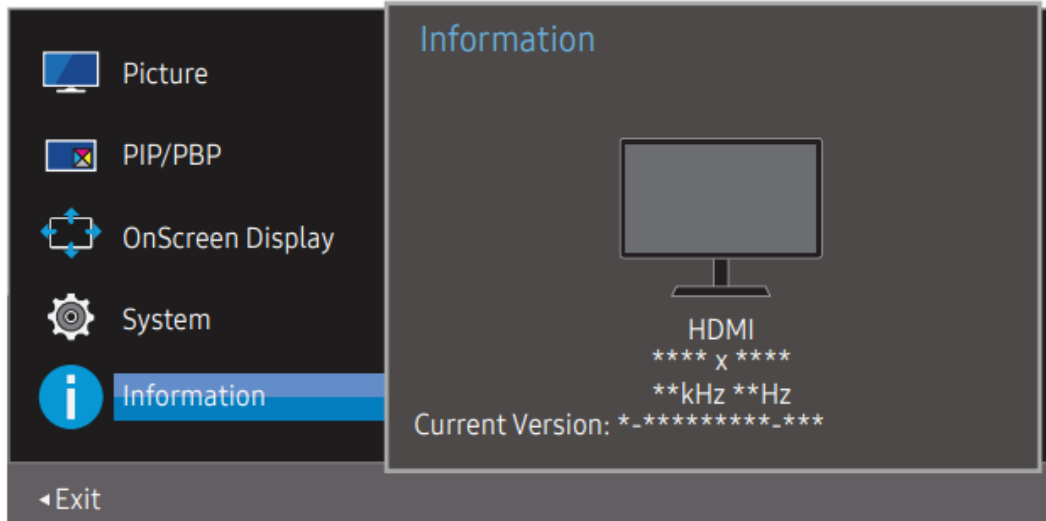 Picture
PIP/PBP
OnScreen Display
System
Information
Information
HDMI
**** x ****
**kHz **Hz
Current Version: *-*********-***
◂Exit